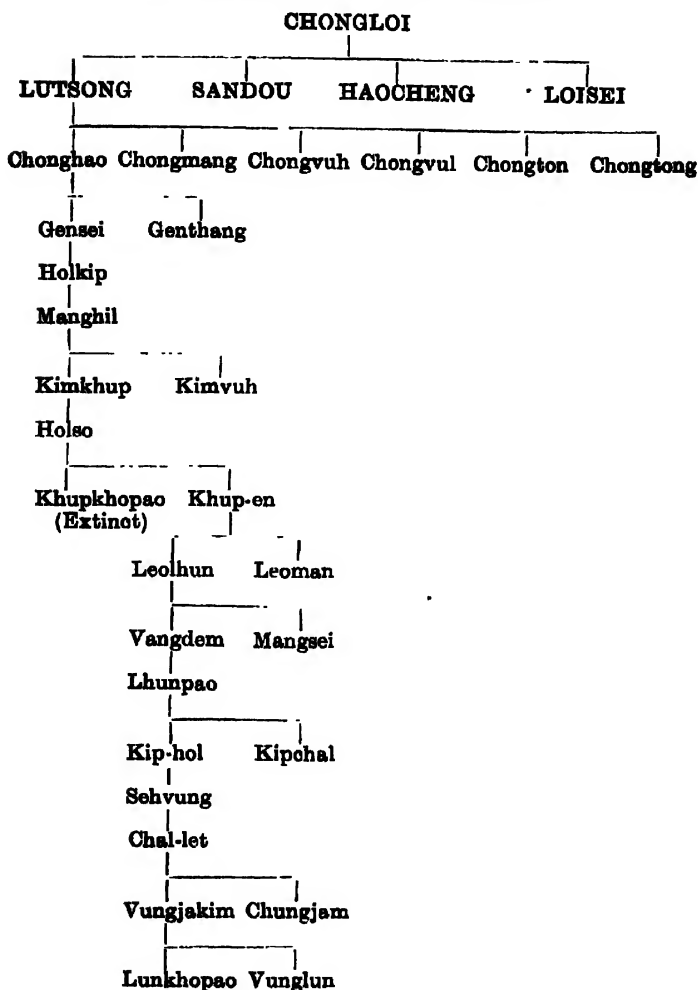 CHONGLOI
LUTSONG SANDOU HAOCHENG LOISEI
Chonghao Chongmang Chongvuh Chongvul Chongton Chongtong
Gensei Genthang
Holkip
Manghil
Kimkhup Kimvuh
Holso
Khupkhopao Khup-en
(Extinct)
Leolhun Leoman
Vangdem Mangsei
Lhunpao
Kip-hol Kipchal
Sehvung
Chal-let
Vungjakim Chungjam
Lunkhopao Vunglun